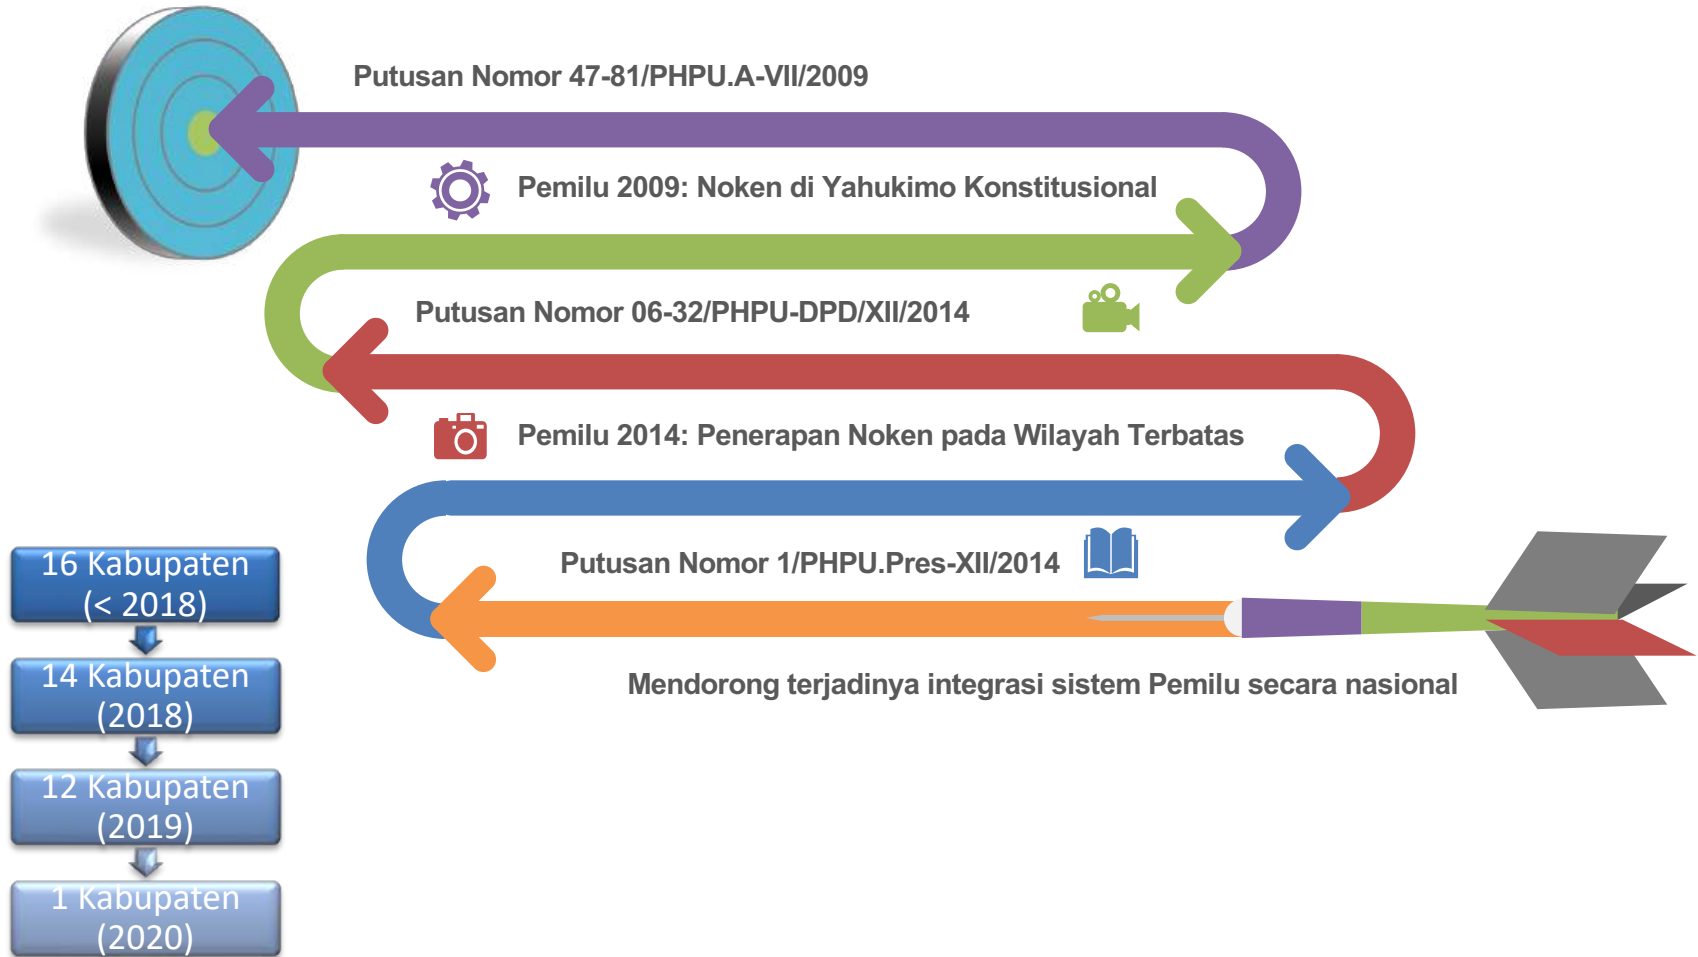 Putusan Nomor 47-81/PHPU.A-VII/2009
Pemilu 2009: Noken di Yahukimo Konstitusional
Putusan Nomor 06-32/PHPU-DPD/XII/2014
Pemilu 2014: Penerapan Noken pada Wilayah Terbatas
Putusan Nomor 1/PHPU.Pres-XII/2014
Mendorong terjadinya integrasi sistem Pemilu secara nasional
16 Kabupaten
(< 2018)
14 Kabupaten
(2018)
12 Kabupaten
(2019)
1 Kabupaten
(2020)